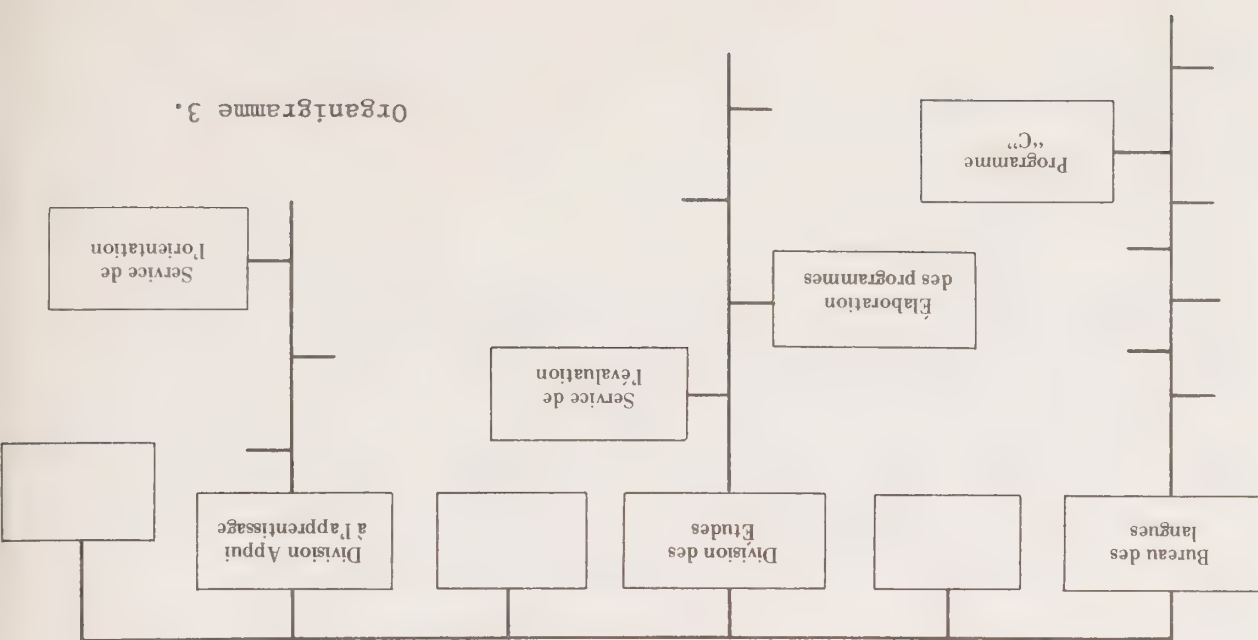 Bureau des
langues
Division des
Études
Division Appui
à l'apprentissage
Service de
l'évaluation
Élaboration
des programmes
Service de
l'orientation
Programme
"C"
Organigramme 3.